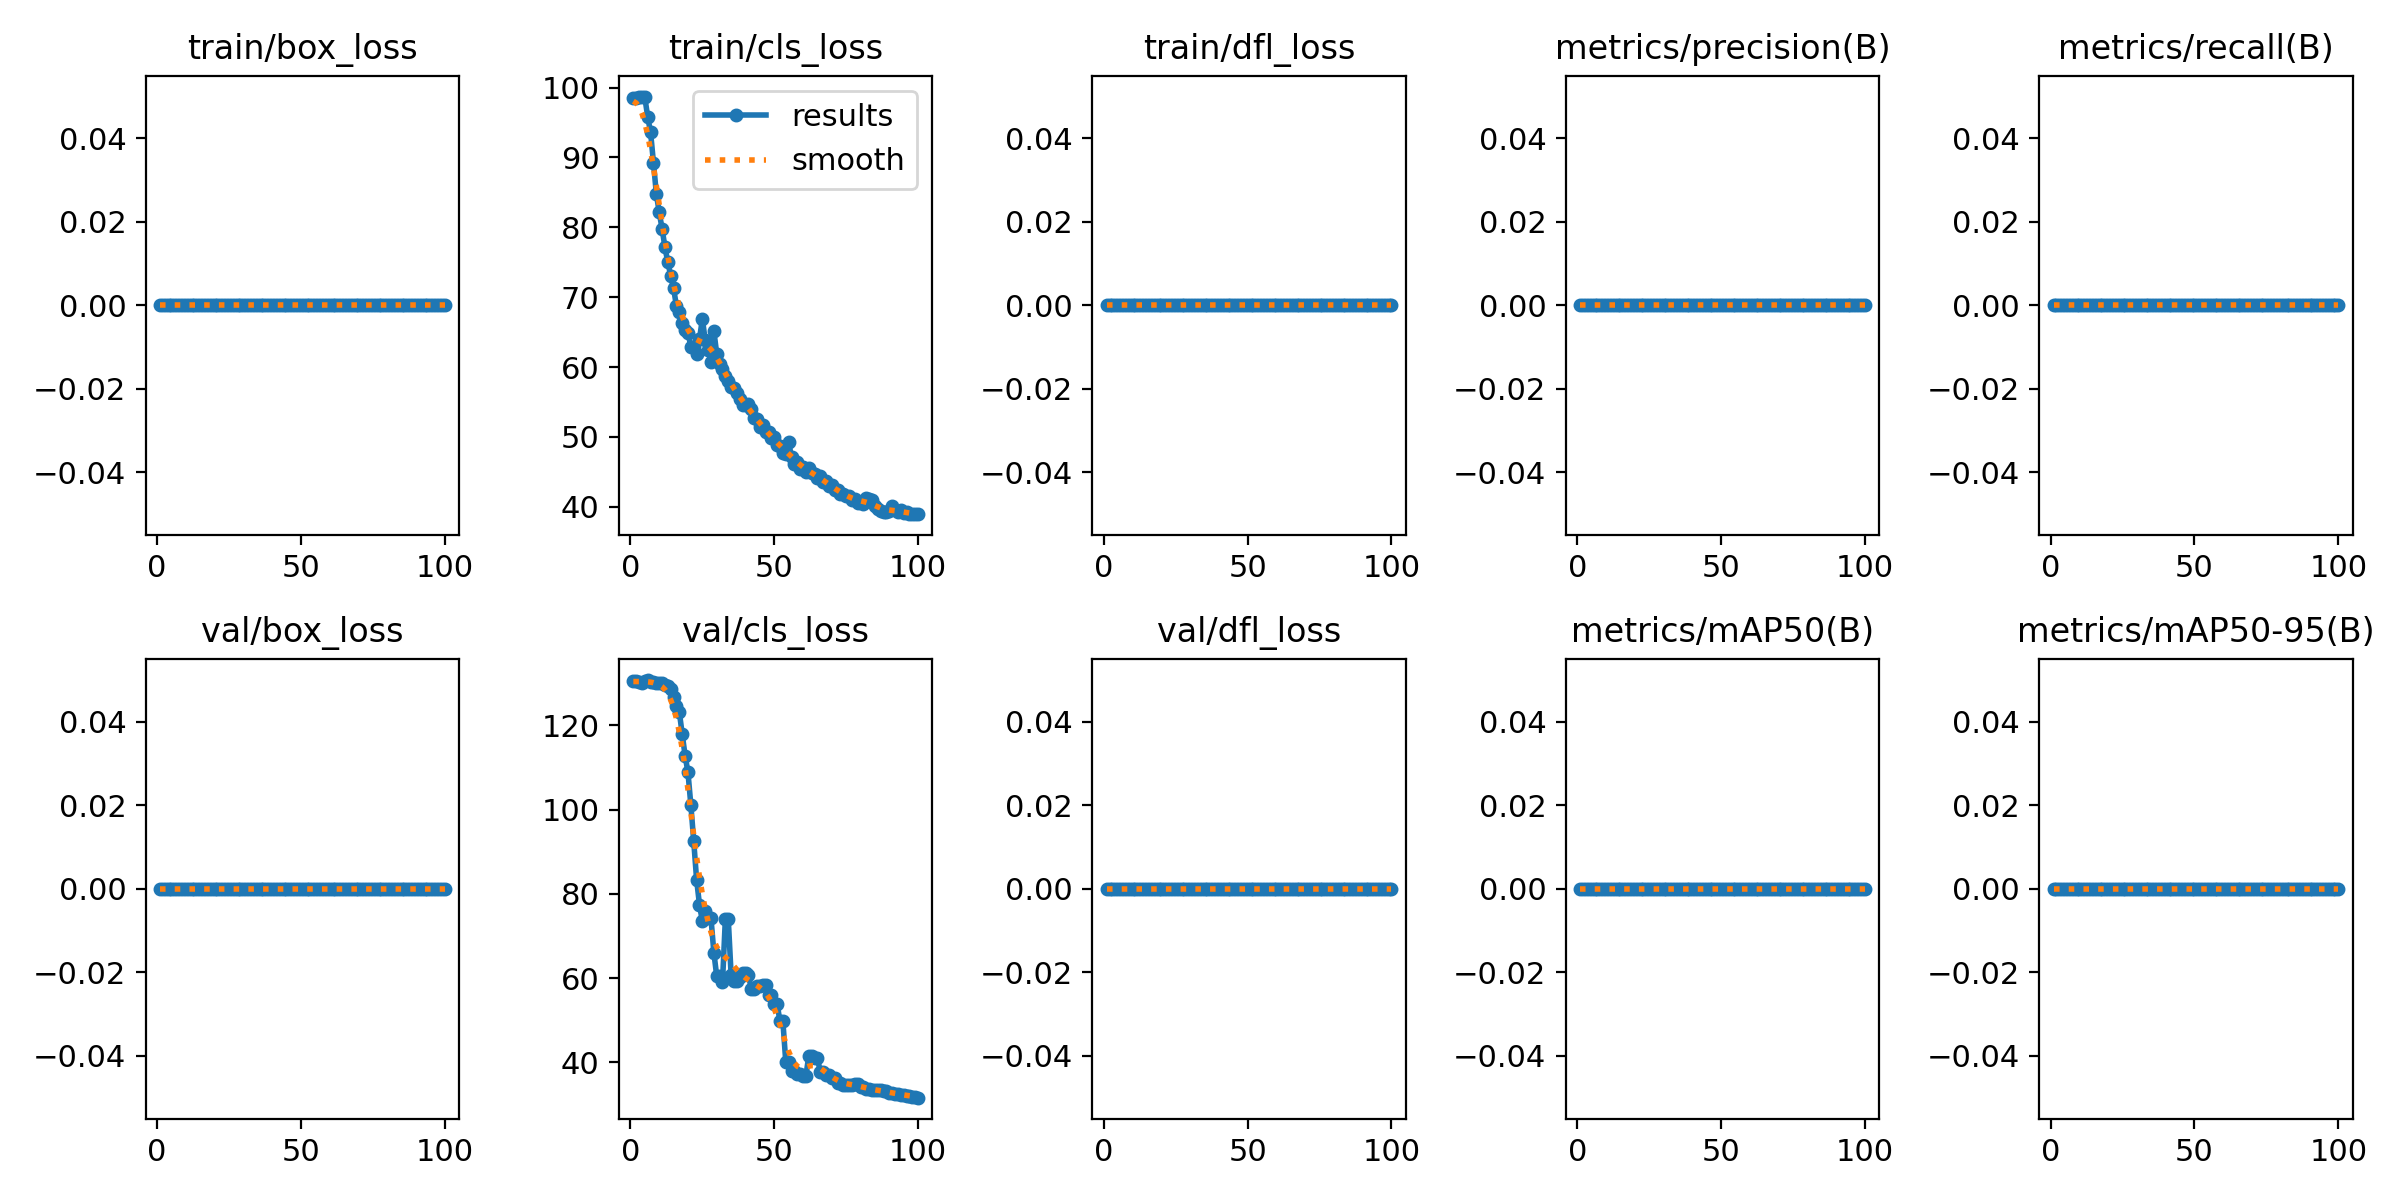 train/box_loss train/cls_loss train/dfl_loss metrics/precision(B) metrics/recall(B)
0.04 0.02 0.00 −0.02 −0.04
0 50 100
100 90 80 70 60 50 40
results
smooth
0 50 100
0.04 0.02 0.00 −0.02 −0.04
0 50 100
0.04 0.02 0.00 −0.02 −0.04
0 50 100
0.04 0.02 0.00 −0.02 −0.04
0 50 100
val/box_loss val/cls_loss val/dfl_loss metrics/mAP50(B) metrics/mAP50-95(B)
0.04 0.02 0.00 −0.02 −0.04
0 50 100
120 100 80 60 40
0 50 100
0.04 0.02 0.00 −0.02 −0.04
0 50 100
0.04 0.02 0.00 −0.02 −0.04
0 50 100
0.04 0.02 0.00 −0.02 −0.04
0 50 100